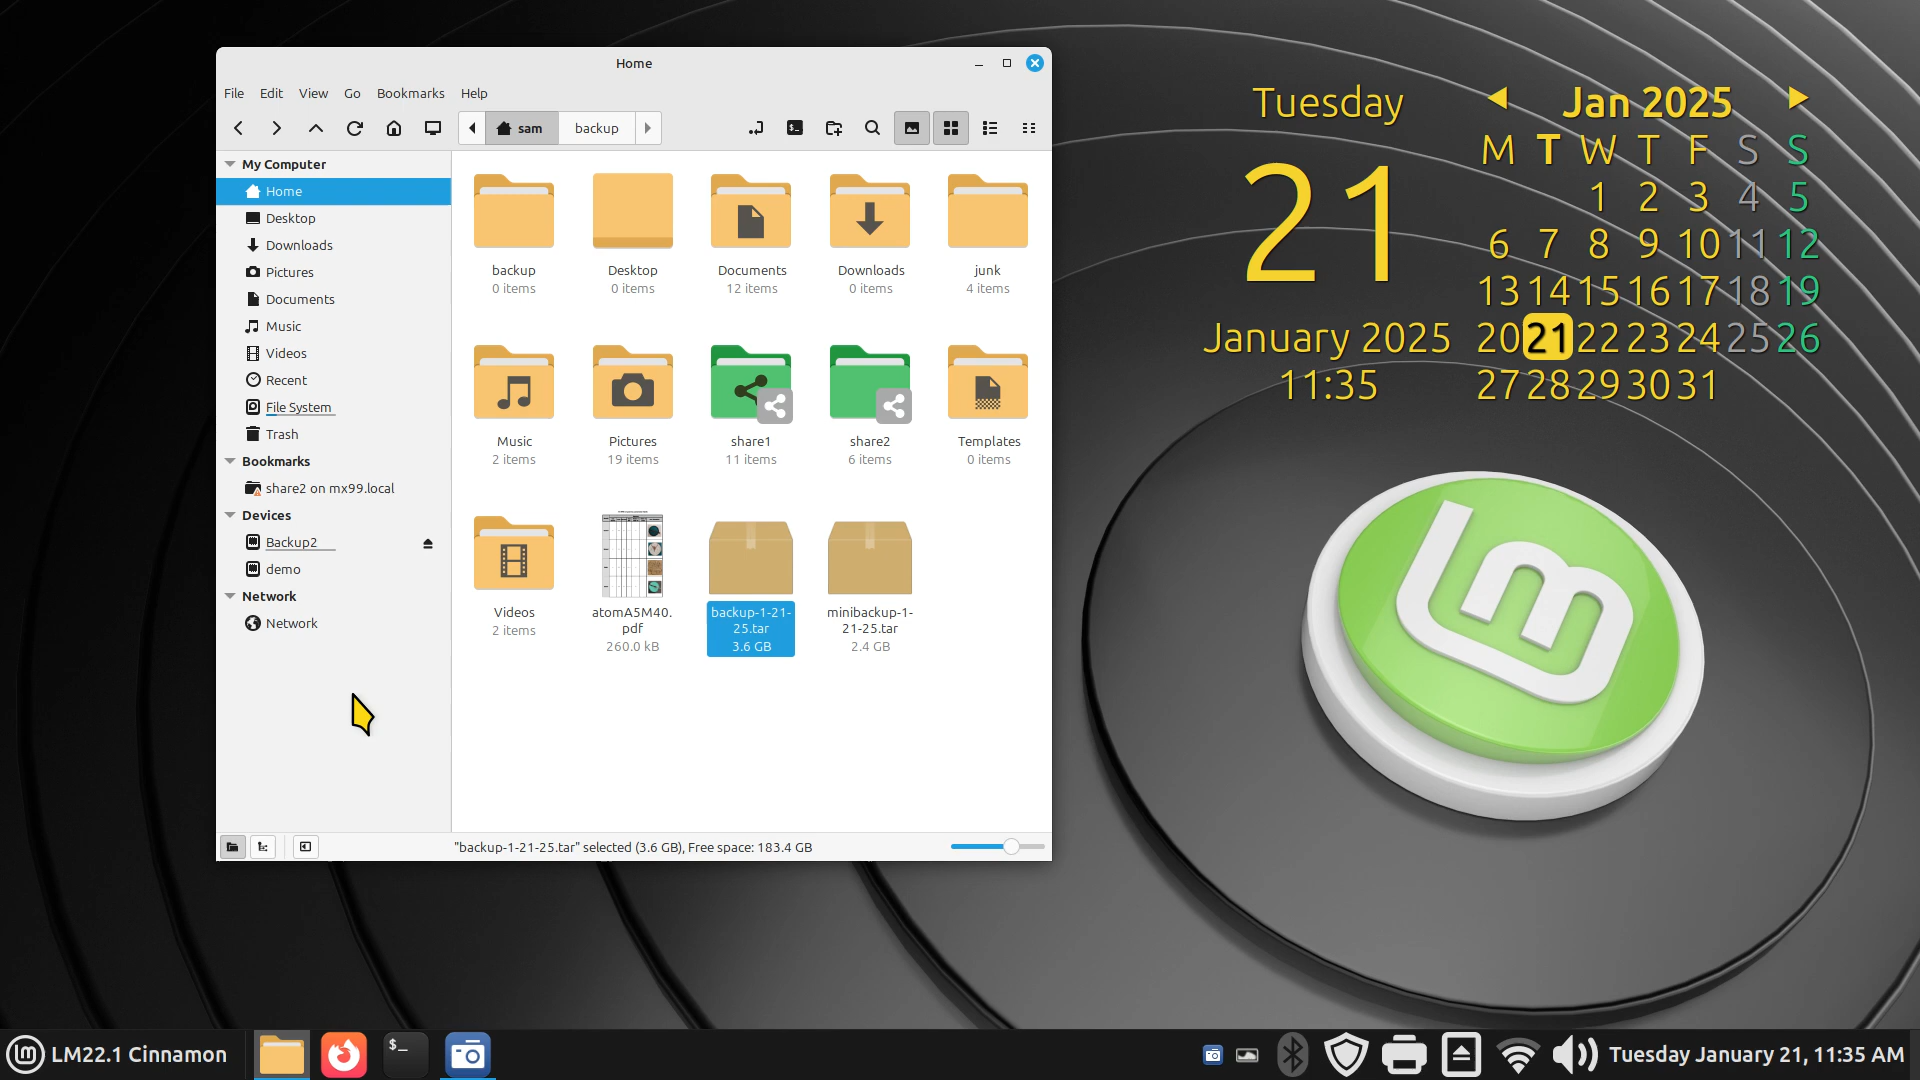 Home
File Edit View Go Bookmarks Help
sam backup
My Computer
Home
Desktop
Downloads
Pictures
Documents
Music
Videos
Recent
File System
Trash
Bookmarks
share2 on mx99.local
Devices
Backup2
demo
Network
Network
backup Desktop Documents Downloads junk
0 items 0 items 12 items 0 items 4 items
Music Pictures share1 share2 Templates
2 items 19 items 11 items 6 items 0 items
Videos
2 items
atomA5M40.
pdf
260.0 kB
backup-1-21-
25.tar
3.6 GB
minibackup-1-
21-25.tar
2.4 GB
"backup-1-21-25.tar" selected (3.6 GB), Free space: 183.4 GB
Tuesday
21
January 2025
11:35
Jan 2025
M T W T F S S
1 2 3 4 5
6 7 8 9 10 11 12
13 14 15 16 17 18 19
20 21 22 23 24 25 26
27 28 29 30 31
LM22.1 Cinnamon
$_
Tuesday January 21, 11:35 AM